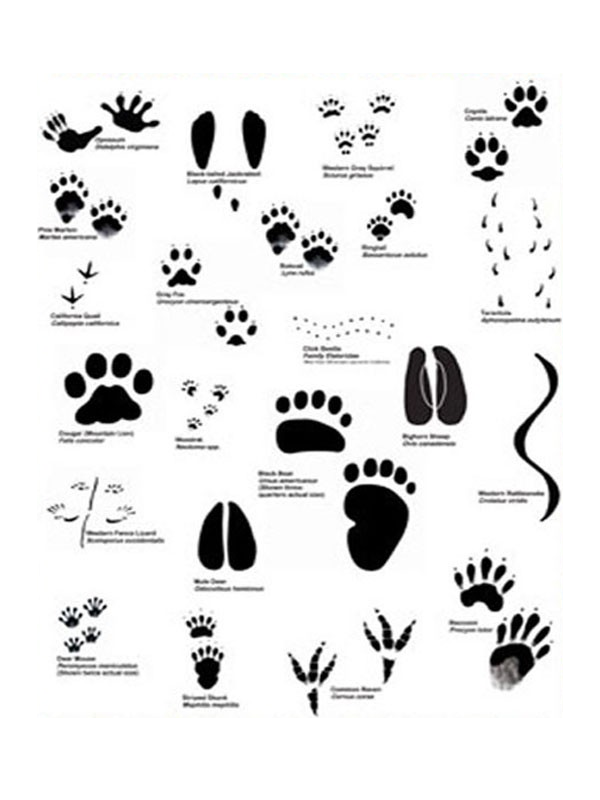 Opossum
Didelphis virginiana
Black-tailed Jackrabbit
Lepus californicus
Western Gray Squirrel
Sciurus griseus
Coyote
Canis latrans
Pine Marten
Martes americana
Bobcat
Lynx rufus
Ringtail
Bassariscus astutus
California Quail
Callipepla californica
Gray Fox
Urocyon cinereoargenteus
Tarantula
Aphonopelma
Click Beetle
Family Elateridae
Cougar (Mountain Lion)
Felis concolor
Woodrat
Neotoma spp.
Bighorn Sheep
Ovis canadensis
Black Bear
Ursus americanus
(Shown three
quarters actual size)
Western Rattlesnake
Crotalus viridis
Western Fence Lizard
Sceloporus occidentalis
Mule Deer
Odocoileus hemionus
Raccoon
Procyon lotor
Deer Mouse
Peromyscus maniculatus
(Shown twice actual size)
Striped Skunk
Mephitis mephitis
Common Raven
Corvus corax